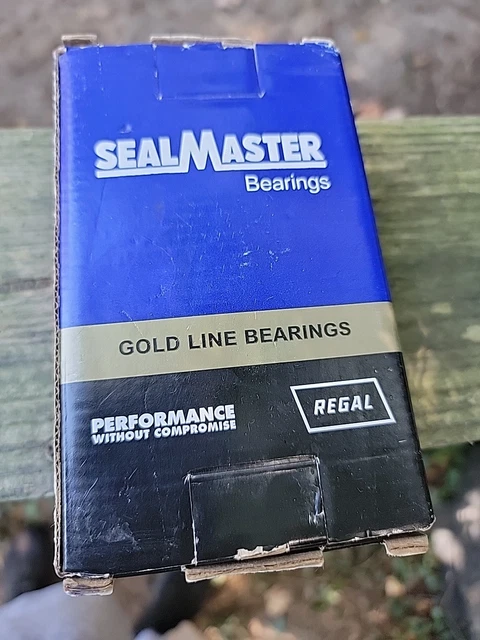 SEALMASTER
Bearings
GOLD LINE BEARINGS
REGAL
PERFORMANCE
WITHOUT COMPROMISE